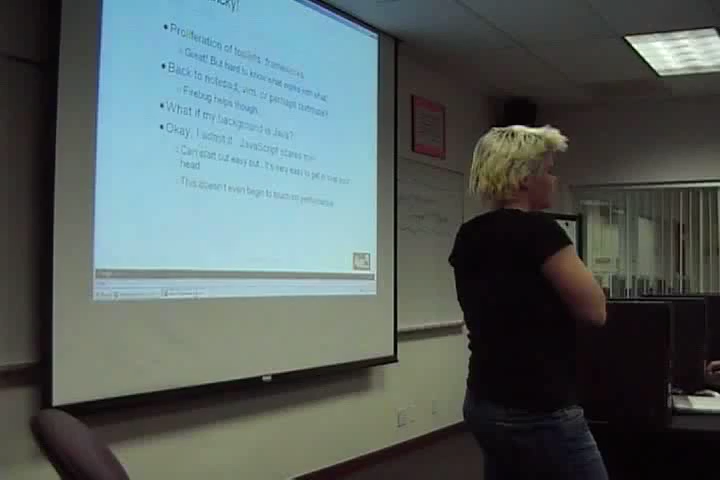 • Proliferation of toolkits, frameworks
Great! But hard to know what works with what!
• Back to notepad, vim, or perhaps
Firebug helps though.
• What if my background is Java?
• Okay, I admit it. JavaScript scares me!
Can start out easy but.. It's very easy to get in over your
head
This doesn't even begin to touch on performance